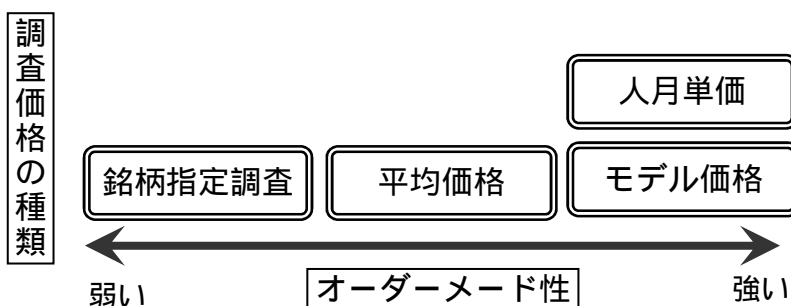 調査価格の種類
人月単価
銘柄指定調査
平均価格
モデル価格
弱い
オーダーメード性
強い